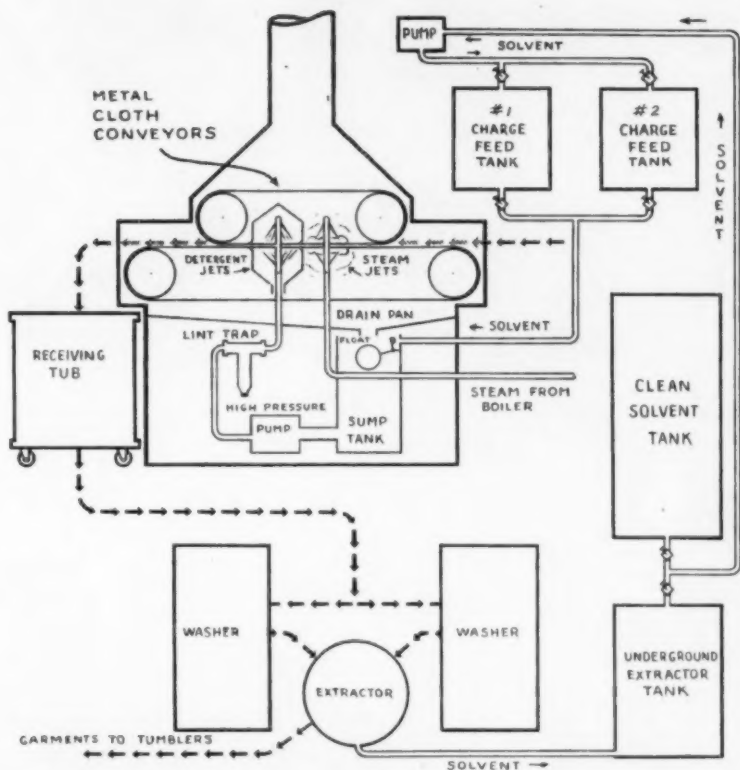 PUMP
SOLVENT
METAL
CLOTH
CONVEYORS
#1
CHARGE
FEED
TANK
#2
CHARGE
FEED
TANK
SOLVENT
DETERGENT
JETS
STEAM
JETS
DRAIN PAN
SOLVENT
LINT TRAP
FLOAT
RECEIVING
TUB
STEAM FROM
BOILER
HIGH PRESSURE
PUMP
SUMP
TANK
CLEAN
SOLVENT
TANK
WASHER
WASHER
EXTRACTOR
UNDERGROUND
EXTRACTOR
TANK
GARMENTS TO TUMBLERS
SOLVENT